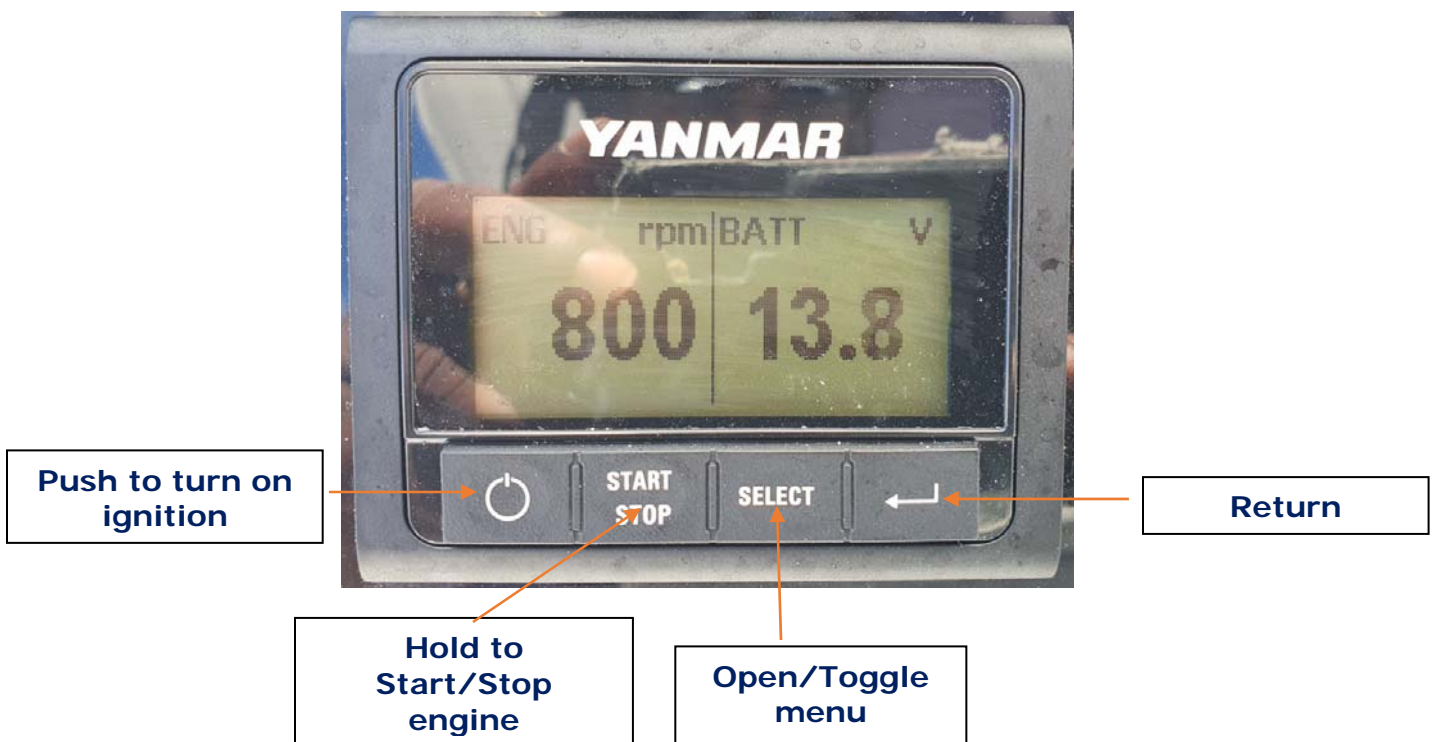 YANMAR
ENG rpm BATT V
800 13.8
Push to turn on
ignition
START
STOP
SELECT
Return
Hold to
Start/Stop
engine
Open/Toggle
menu